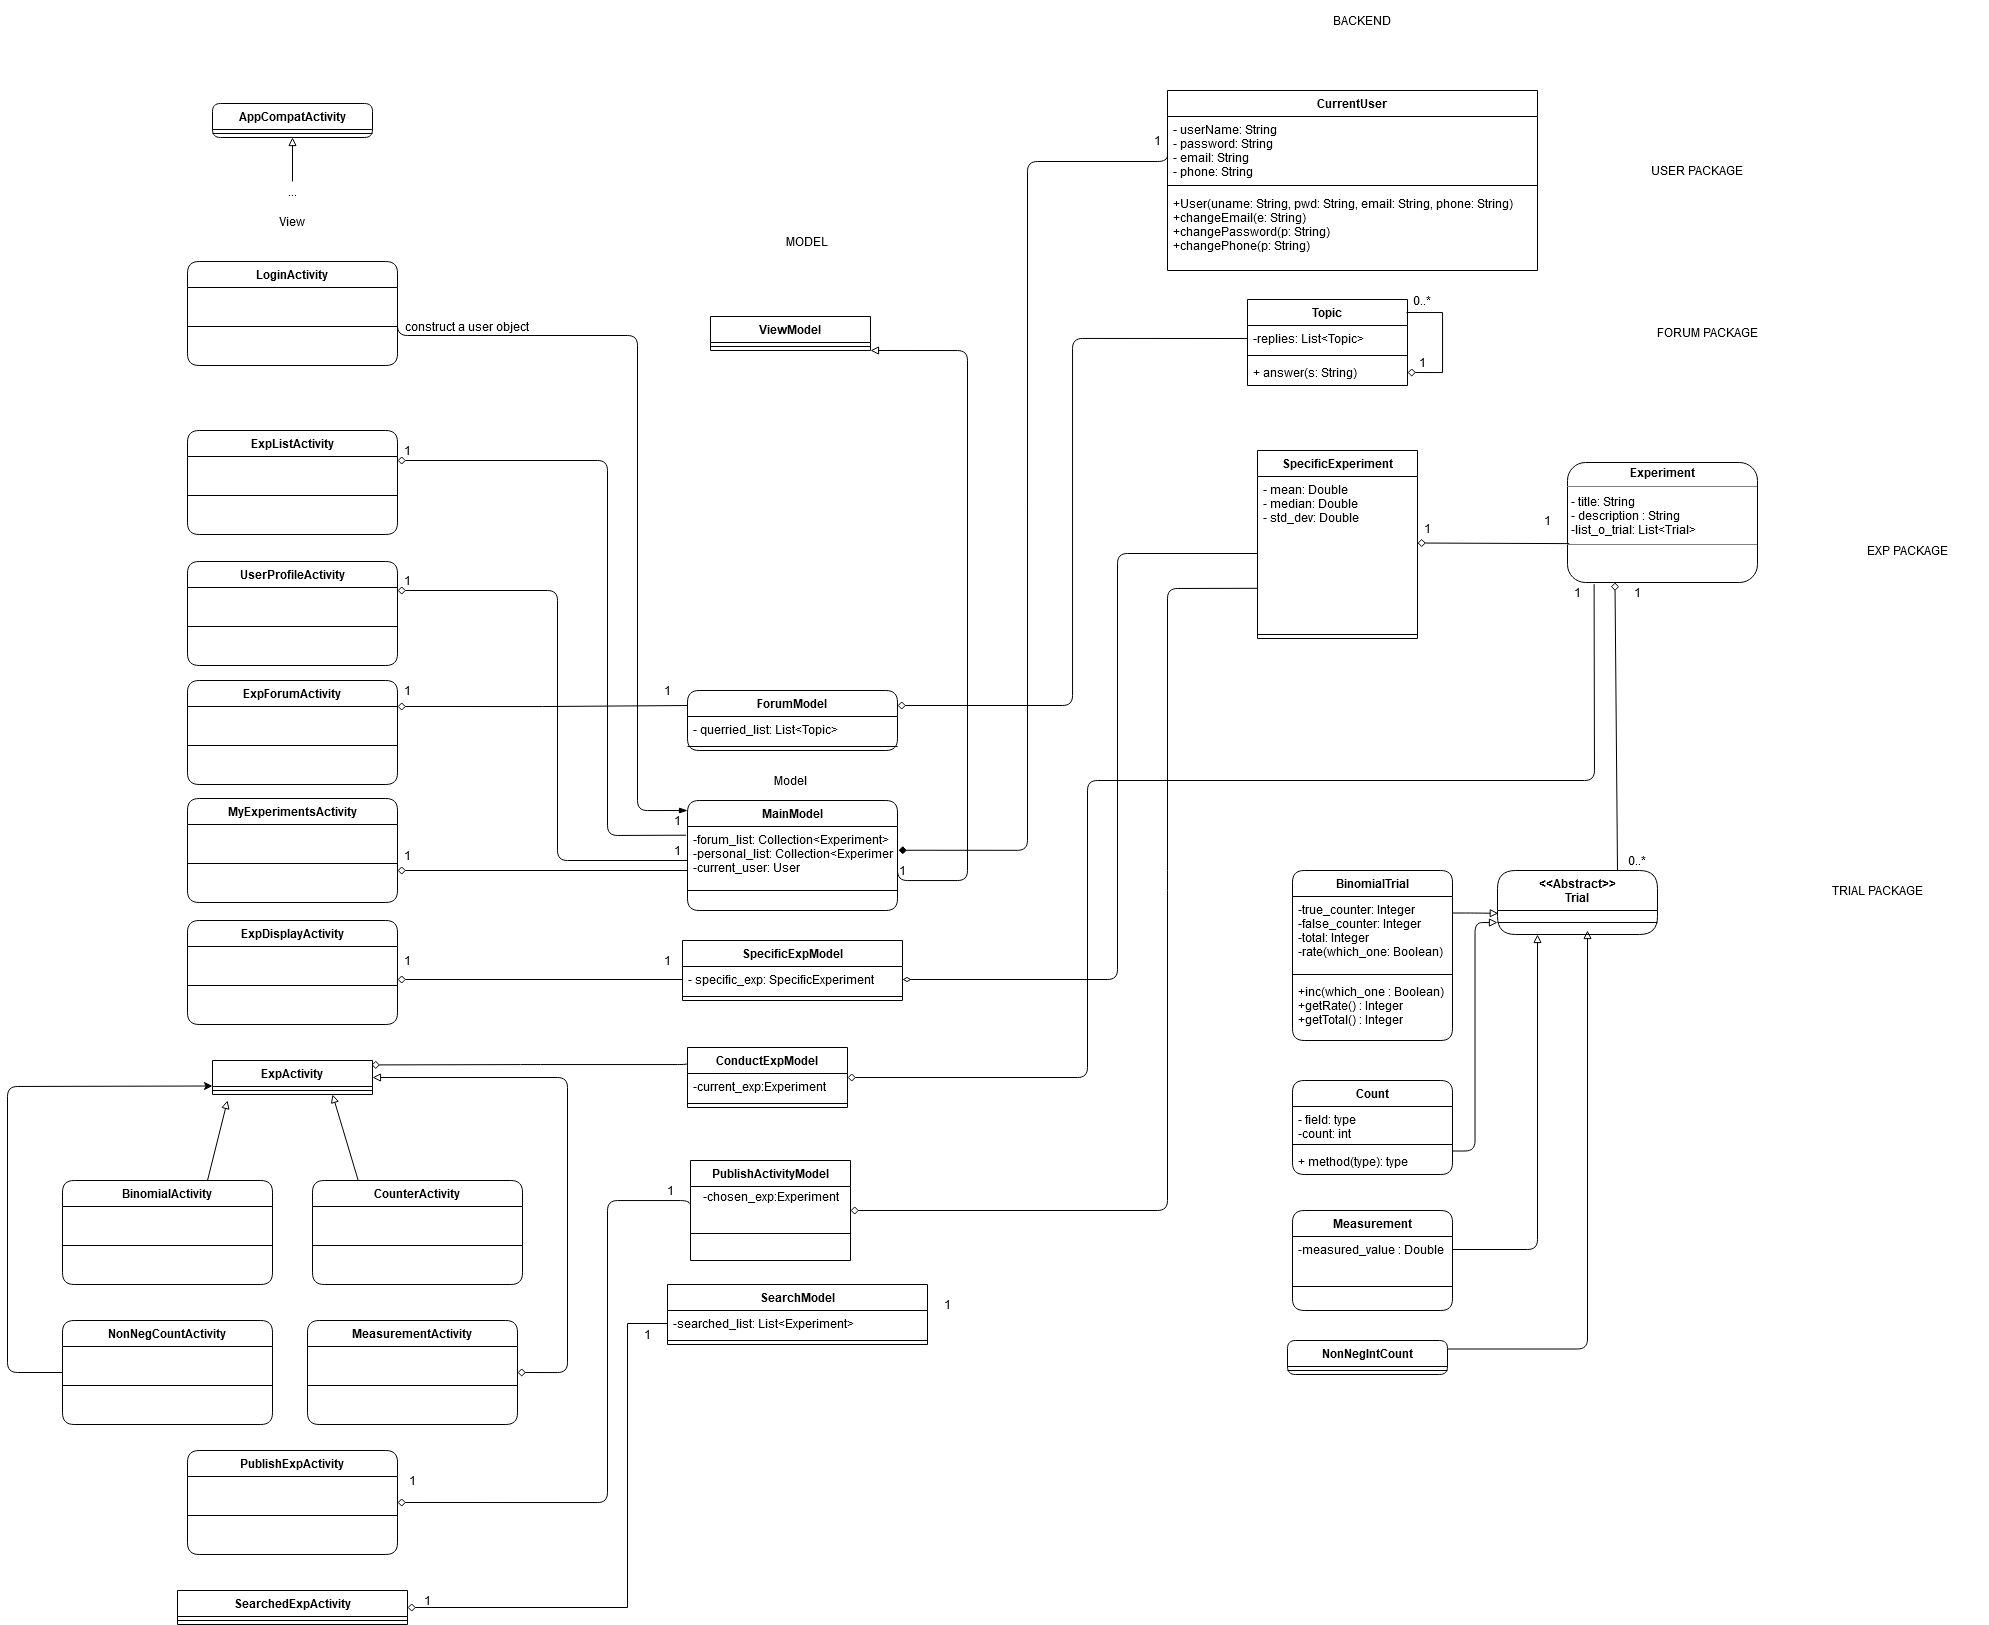 BACKEND
AppCompatActivity
...
View
MODEL
CurrentUser
- userName: String
- password: String
- email: String
- phone: String
+User(uname: String, pwd: String, email: String, phone: String)
+changeEmail(e: String)
+changePassword(p: String)
+changePhone(p: String)
1
USER PACKAGE
LoginActivity
construct a user object
ViewModel
Topic
-replies: List<Topic>
+ answer(s: String)
0..*
1
FORUM PACKAGE
ExpListActivity
1
SpecificExperiment
- mean: Double
- median: Double
- std_dev: Double
1
1
Experiment
- title: String
- description : String
-list_o_trial: List<Trial>
1
1
EXP PACKAGE
UserProfileActivity
1
ExpForumActivity
1
1
ForumModel
- querried_list: List<Topic>
Model
MyExperimentsActivity
1
1
1
MainModel
-forum_list: Collection<Experiment>
-personal_list: Collection<Experimer
-current_user: User
1
0..*
<<Abstract>>
Trial
TRIAL PACKAGE
BinomialTrial
-true_counter: Integer
-false_counter: Integer
-total: Integer
-rate(which_one: Boolean)
+inc(which_one : Boolean)
+getRate() : Integer
+getTotal() : Integer
ExpDisplayActivity
1
1
SpecificExpModel
- specific_exp: SpecificExperiment
ExpActivity
ConductExpModel
-current_exp:Experiment
Count
- field: type
-count: int
+ method(type): type
BinomialActivity
CounterActivity
1
PublishActivityModel
-chosen_exp:Experiment
Measurement
-measured_value : Double
NonNegCountActivity
MeasurementActivity
SearchModel
-searched_list: List<Experiment>
1
1
NonNegIntCount
PublishExpActivity
1
SearchedExpActivity
1